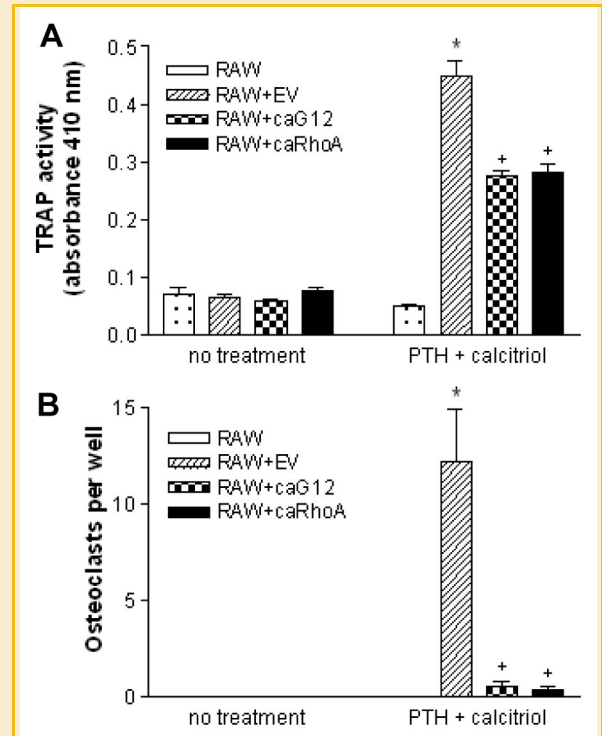 A
TRAP activity
(absorbance 410 nm)
0.5
0.4
0.3
0.2
0.1
0.0
RAW
RAW+EV
RAW+caG12
RAW+caRhoA
*
+
+
no treatment
PTH + calcitriol
B
Osteoclasts per well
15
10
5
0
RAW
RAW+EV
RAW+caG12
RAW+caRhoA
*
+
+
no treatment
PTH + calcitriol